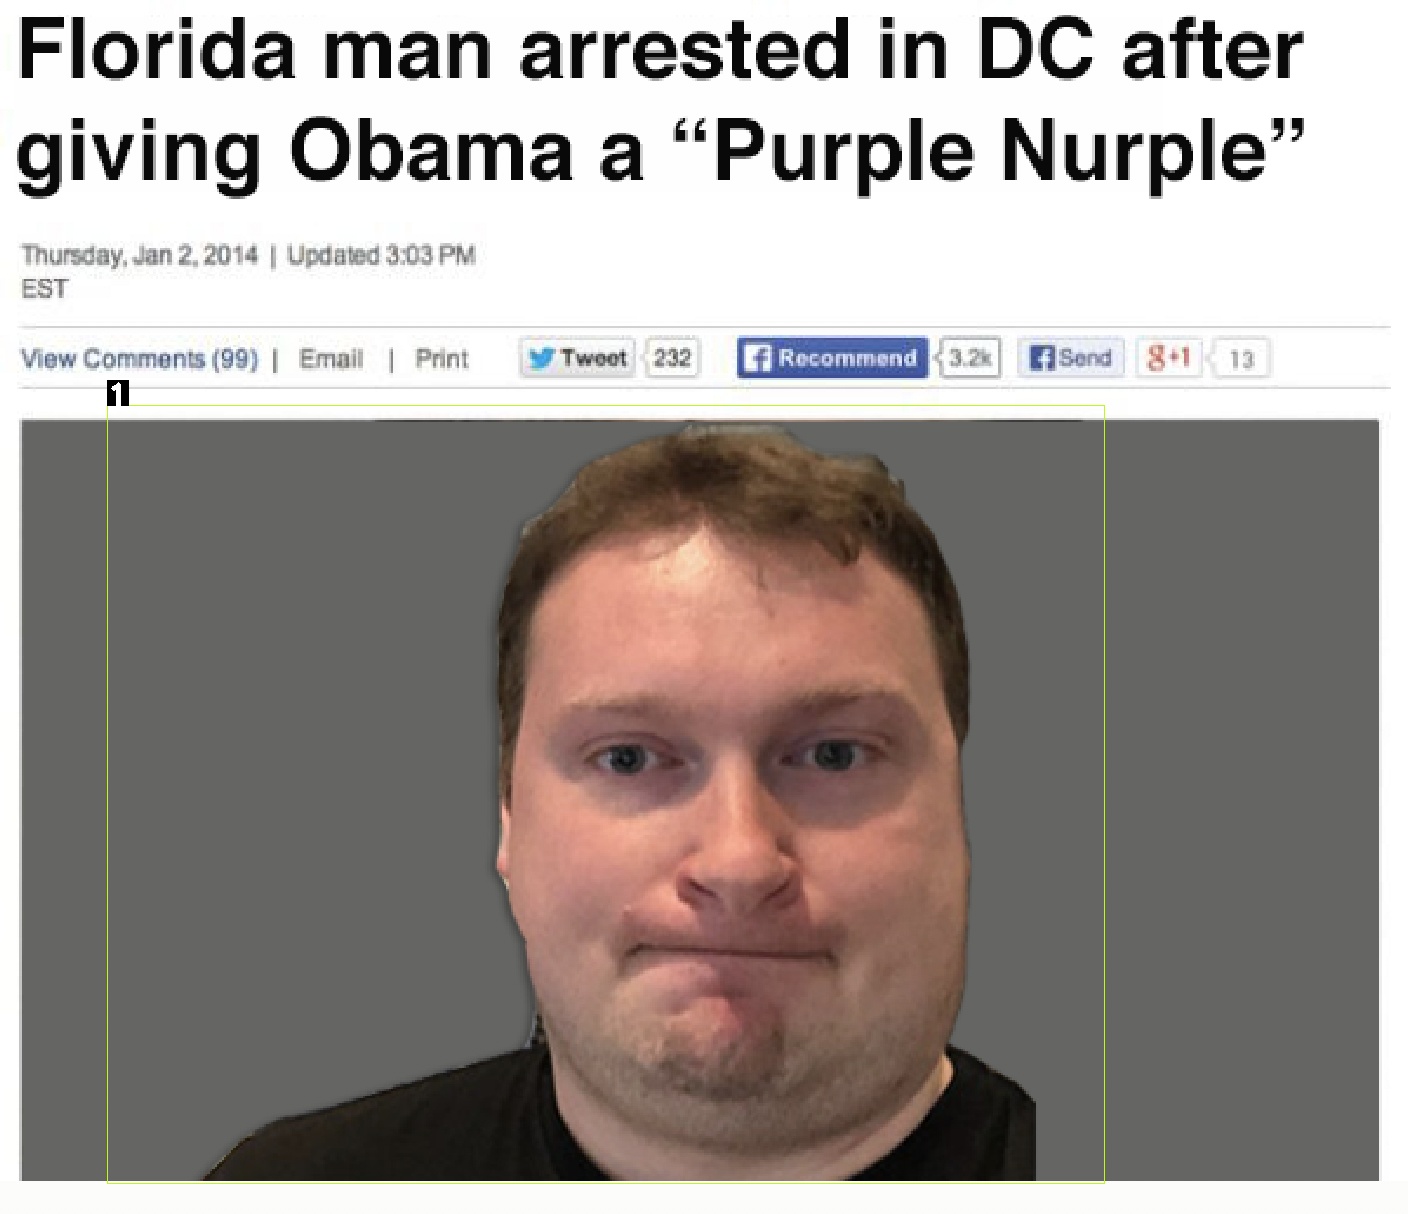 Florida man arrested in DC after
giving Obama a “Purple Nurple”
Thursday, Jan 2, 2014 | Updated 3:03 PM
EST
View Comments (99) | Email | Print Tweet 232 Recommend 3.2k Send g+1 13
1